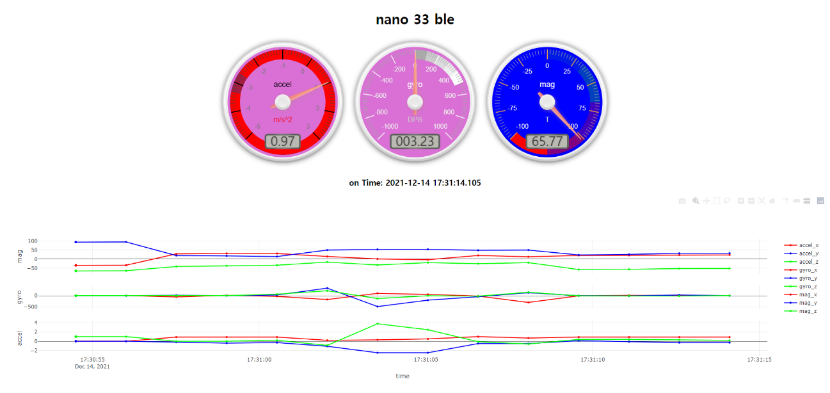 nano 33 ble
accel
m/s^2
0.97
-200
0
200
-400
400
-600
600
-800
800
-1000
1000
gyro
DPS
003.23
-25
0
25
-50
50
-75
75
-100
100
mag
T
65.77
on Time: 2021-12-14 17:31:14.105
mag
100
50
0
−50
gyro
0
−500
accel
4
2
0
−2
17:30:55
Dec 14, 2021
17:31:00
17:31:05
17:31:10
17:31:15
time
accel_x
accel_y
accel_z
gyro_x
gyro_y
gyro_z
mag_x
mag_y
mag_z